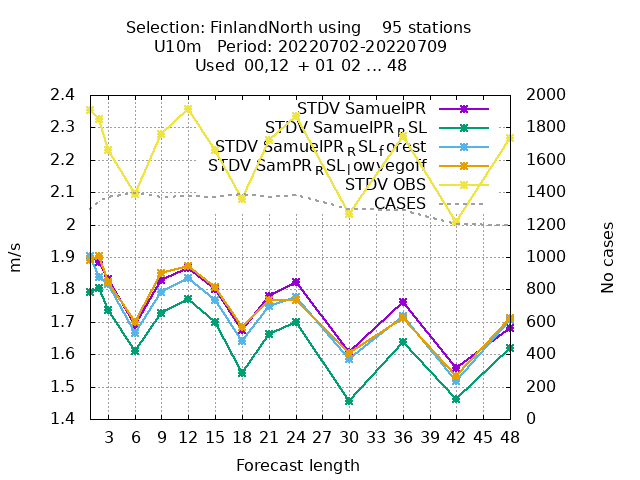 Selection: FinlandNorth using 95 stations
U10m Period: 20220702-20220709
Used 00,12 + 01 02 ... 48
2.4
2.3
2.2
2.1
2
1.9
1.8
1.7
1.6
1.5
1.4
m/s
STDV SamuelPR
STDV SamuelPR_RSL
STDV SamuelPR_RSL_forest
STDV SamPR_RSL_lowvegoff
STDV OBS
CASES
2000
1800
1600
1400
1200
1000
800
600
400
200
0
No cases
3 6 9 12 15 18 21 24 27 30 33 36 39 42 45 48
Forecast length